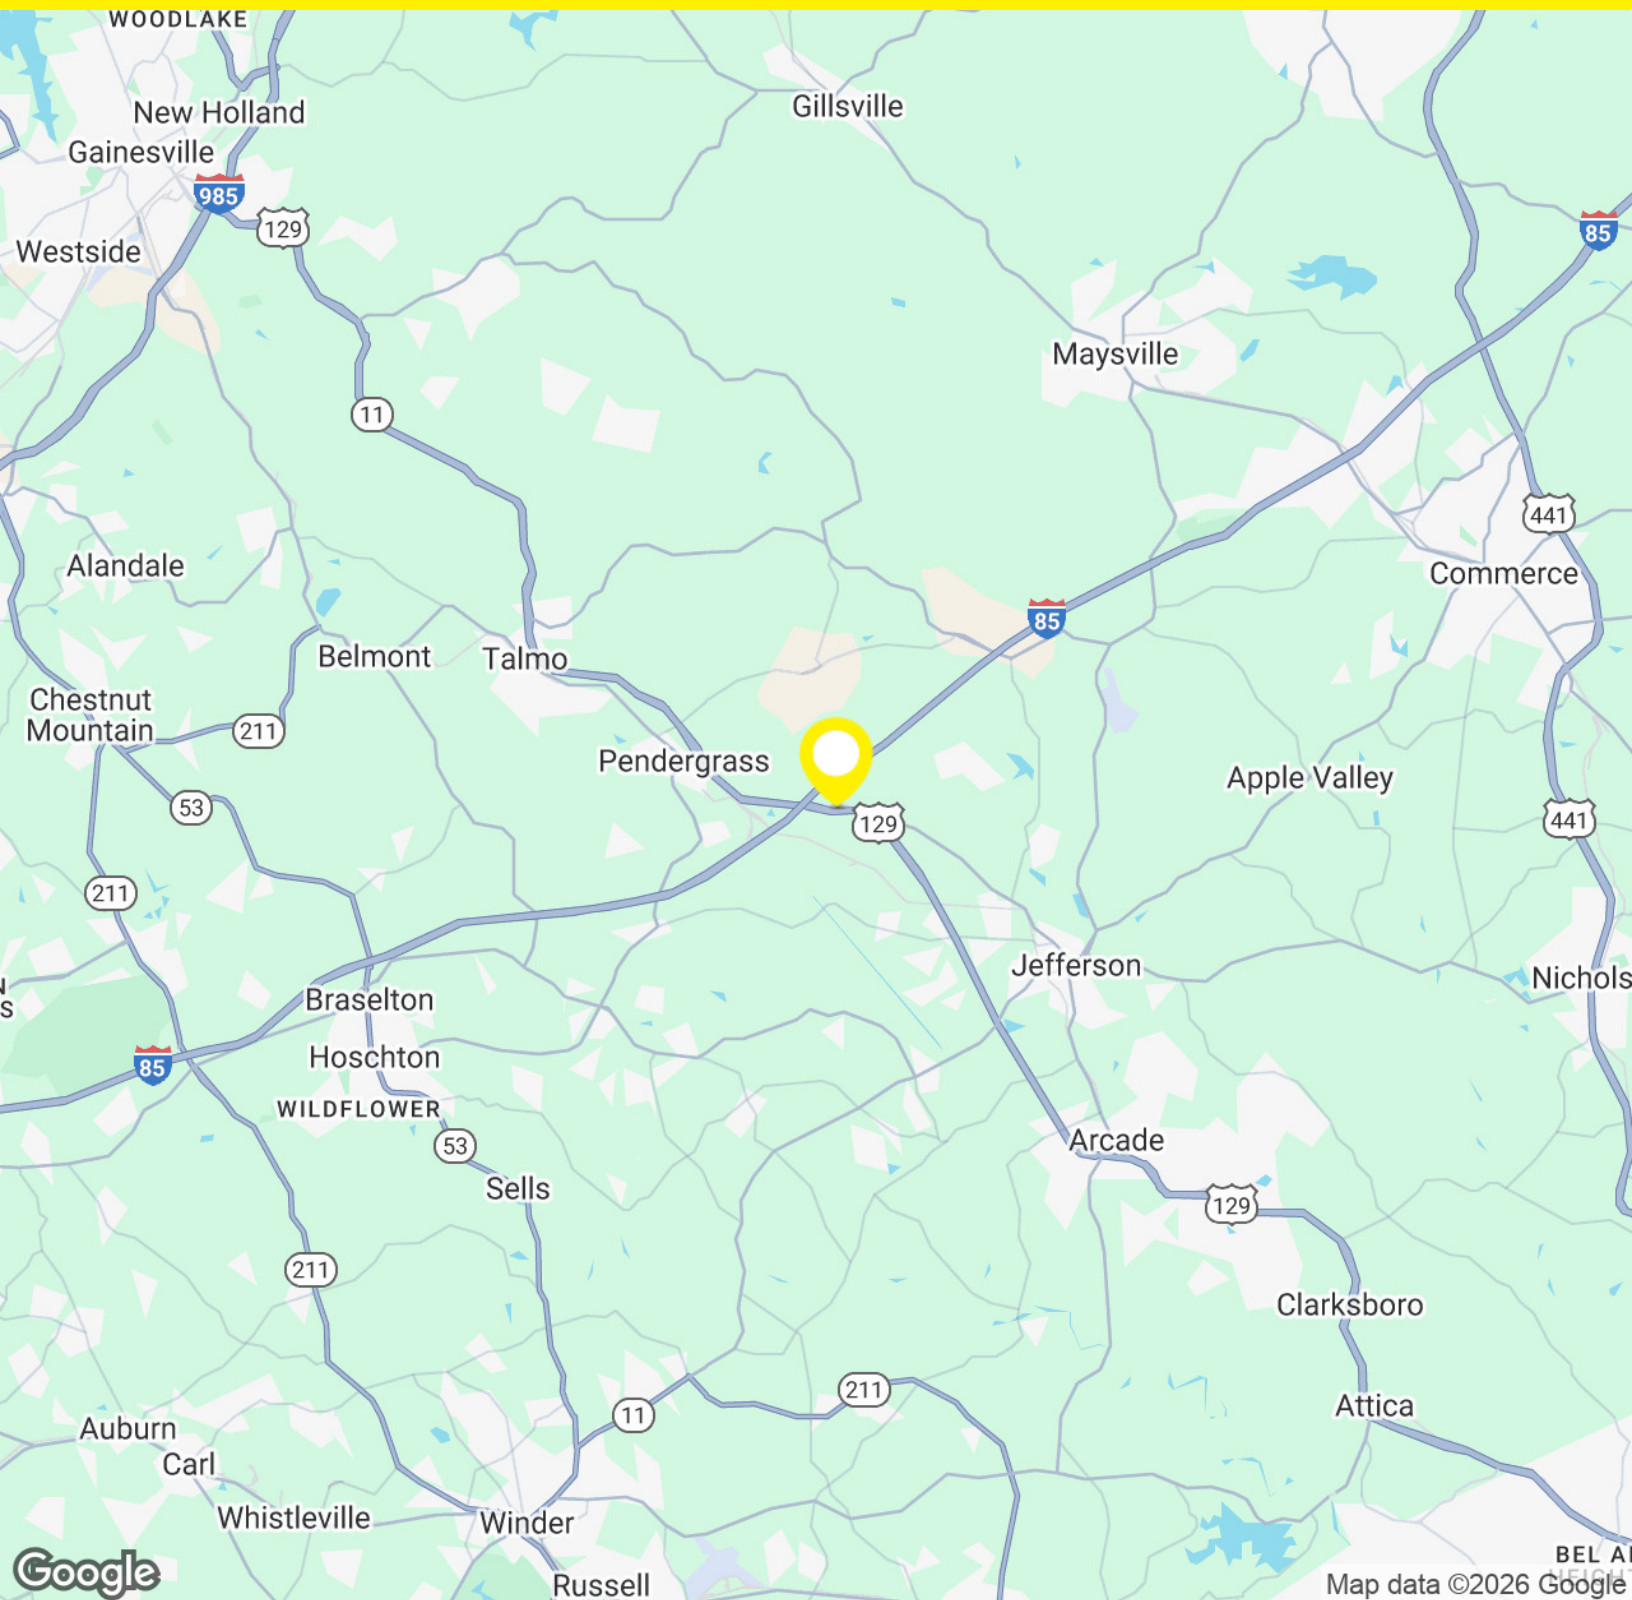 WOODLAKE
New Holland
Gillsville
Gainesville
985
129
85
Westside
Maysville
11
441
Alandale
Commerce
85
Belmont
Talmo
Chestnut
Mountain
211
Pendergrass
Apple Valley
53
129
441
211
Jefferson
Nichols
N
S
Braselton
Hoschton
85
WILDFLOWER
53
Arcade
Sells
129
211
Clarksboro
211
Attica
11
Auburn
Carl
Whistleville
Winder
BEL AI
HEIGHT
Russell
Google
Map data ©2026 Google